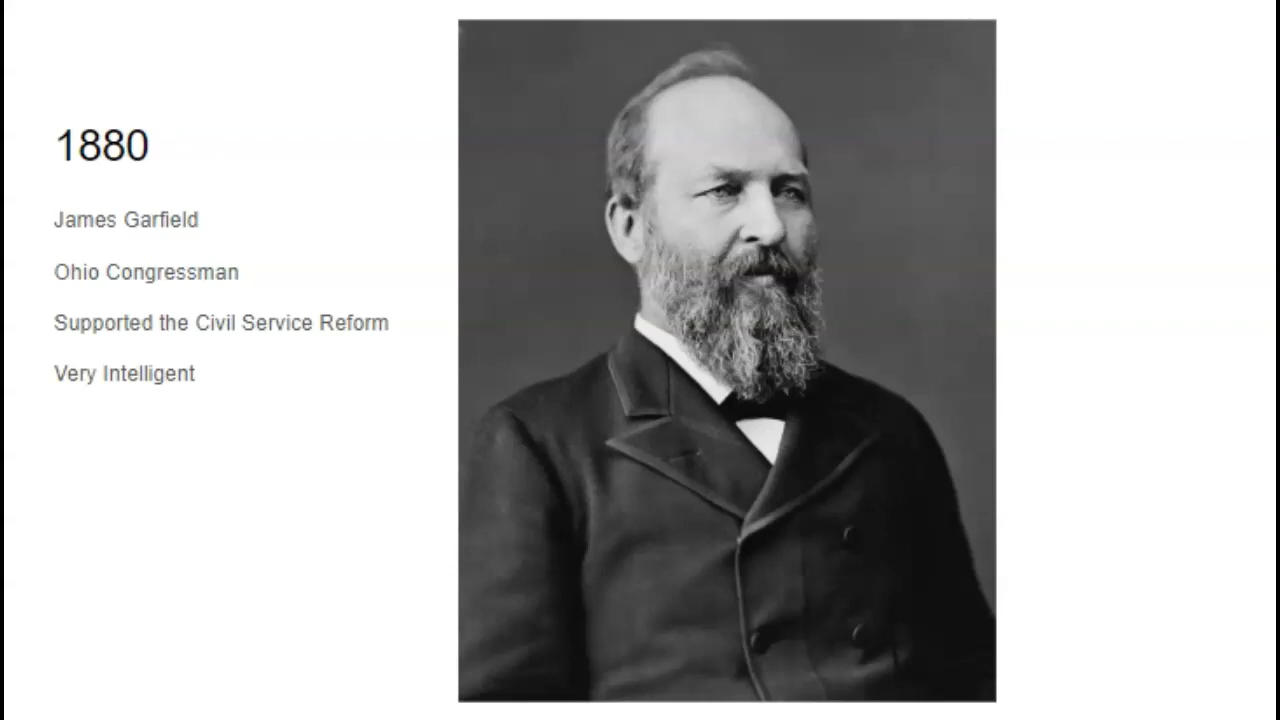 1880
James Garfield
Ohio Congressman
Supported the Civil Service Reform
Very Intelligent